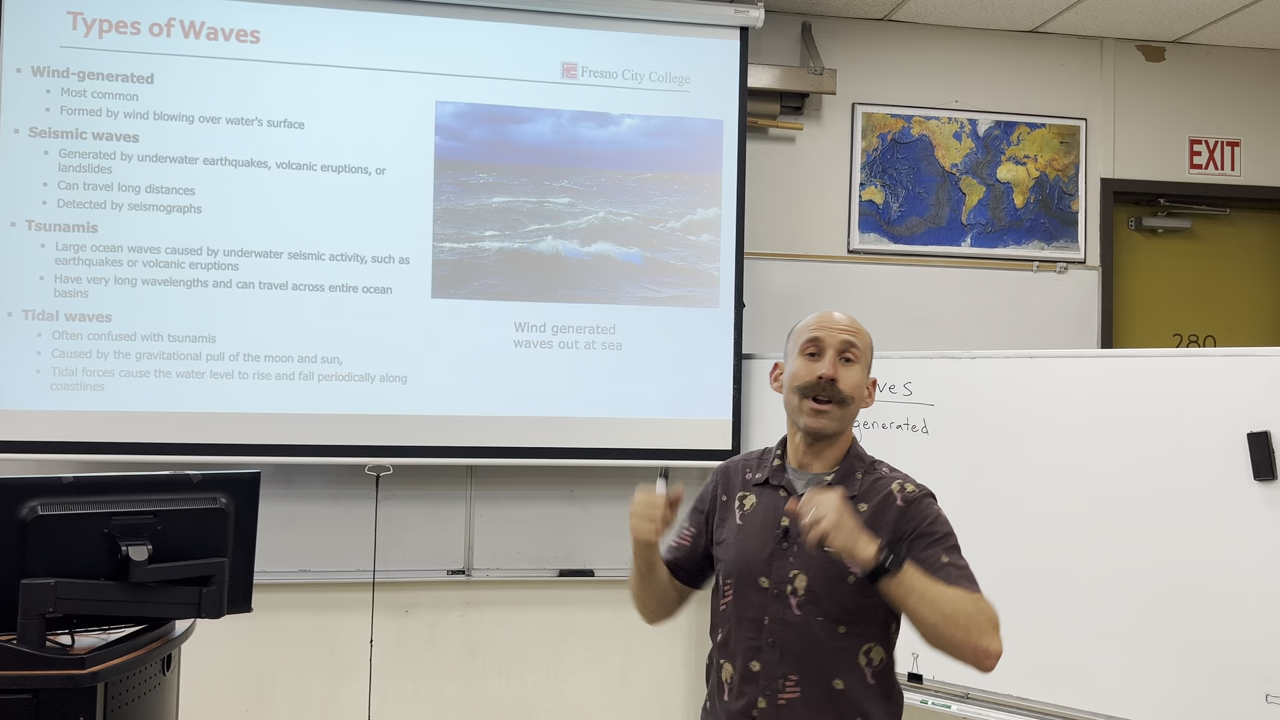 Types of Waves
Fresno City College
▪ Wind-generated
▪ Most common
▪ Formed by wind blowing over water's surface
▪ Seismic waves
▪ Generated by underwater earthquakes, volcanic eruptions, or
landslides
▪ Can travel long distances
▪ Detected by seismographs
▪ Tsunamis
▪ Large ocean waves caused by underwater seismic activity, such as
earthquakes or volcanic eruptions
▪ Have very long wavelengths and can travel across entire ocean
basins
▪ Tidal waves
▪ Often confused with tsunamis
▪ Caused by the gravitational pull of the moon and sun,
▪ Tidal forces cause the water level to rise and fall periodically along
coastlines
Wind generated
waves out at sea
EXIT
280
ves
generated